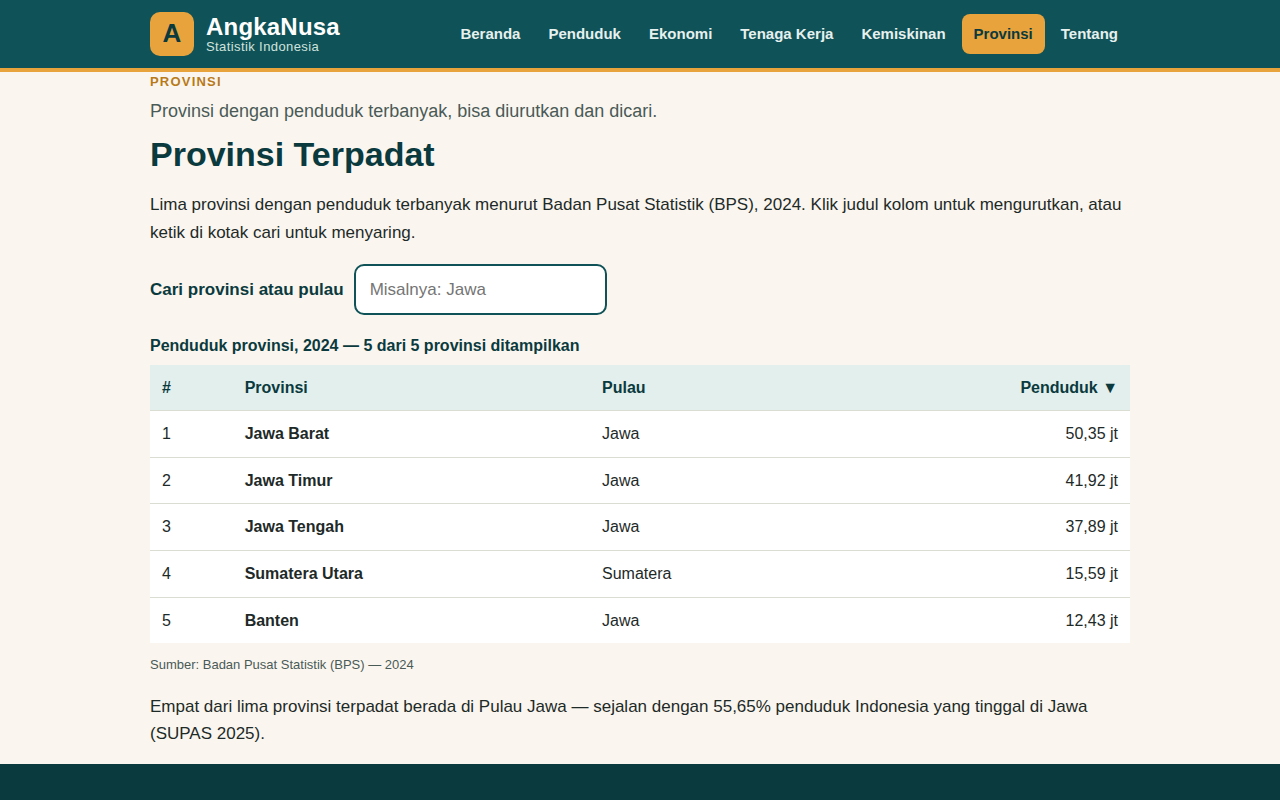 A
AngkaNusa
Statistik Indonesia
Beranda Penduduk Ekonomi Tenaga Kerja Kemiskinan Provinsi Tentang
PROVINSI
Provinsi dengan penduduk terbanyak, bisa diurutkan dan dicari.
Provinsi Terpadat
Lima provinsi dengan penduduk terbanyak menurut Badan Pusat Statistik (BPS), 2024. Klik judul kolom untuk mengurutkan, atau
ketik di kotak cari untuk menyaring.
Cari provinsi atau pulau Misalnya: Jawa
Penduduk provinsi, 2024 — 5 dari 5 provinsi ditampilkan
# Provinsi Pulau Penduduk ▼
1 Jawa Barat Jawa 50,35 jt
2 Jawa Timur Jawa 41,92 jt
3 Jawa Tengah Jawa 37,89 jt
4 Sumatera Utara Sumatera 15,59 jt
5 Banten Jawa 12,43 jt
Sumber: Badan Pusat Statistik (BPS) — 2024
Empat dari lima provinsi terpadat berada di Pulau Jawa — sejalan dengan 55,65% penduduk Indonesia yang tinggal di Jawa
(SUPAS 2025).